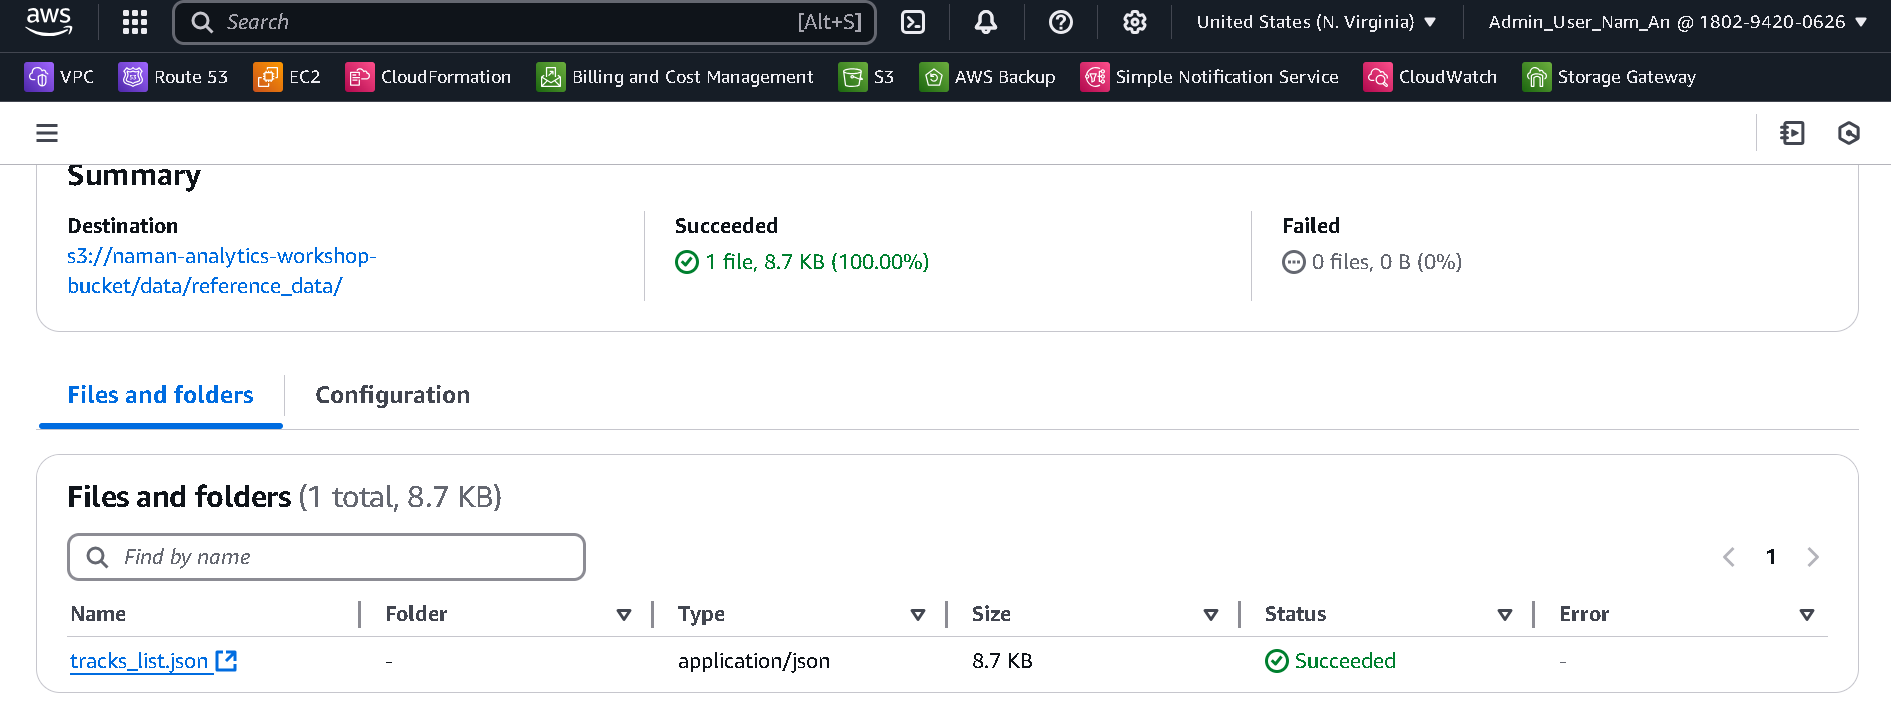 aws
Search [Alt+S] United States (N. Virginia) Admin_User_Nam_An @ 1802-9420-0626
VPC Route 53 EC2 CloudFormation Billing and Cost Management S3 AWS Backup Simple Notification Service CloudWatch Storage Gateway
Summary
Destination
s3://naman-analytics-workshop-
bucket/data/reference_data/
Succeeded
1 file, 8.7 KB (100.00%)
Failed
0 files, 0 B (0%)
Files and folders Configuration
Files and folders (1 total, 8.7 KB)
Find by name 1
Name Folder Type Size Status Error
tracks_list.json - application/json 8.7 KB Succeeded -